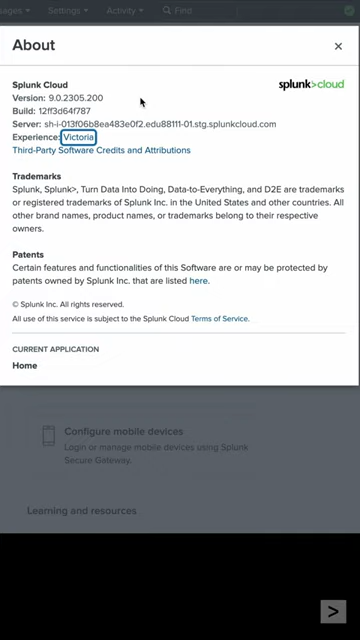 Settings
Activity
Find
About
Splunk Cloud
splunk>cloud
Version: 9.0.2305.200
Build: 12ff3d64f787
Server: sh-i-013f06b8ea483e0f2.edu88111-01.stg.splunkcloud.com
Experience: Victoria
Third-Party Software Credits and Attributions
Trademarks
Splunk, Splunk>, Turn Data Into Doing, Data-to-Everything, and D2E are trademarks
or registered trademarks of Splunk Inc. in the United States and other countries. All
other brand names, product names, or trademarks belong to their respective
owners.
Patents
Certain features and functionalities of this Software are or may be protected by
patents owned by Splunk Inc. that are listed here.
© Splunk Inc. All rights reserved.
All use of this service is subject to the Splunk Cloud Terms of Service.
CURRENT APPLICATION
Home
Configure mobile devices
Login or manage mobile devices using Splunk
Secure Gateway.
Learning and resources
>